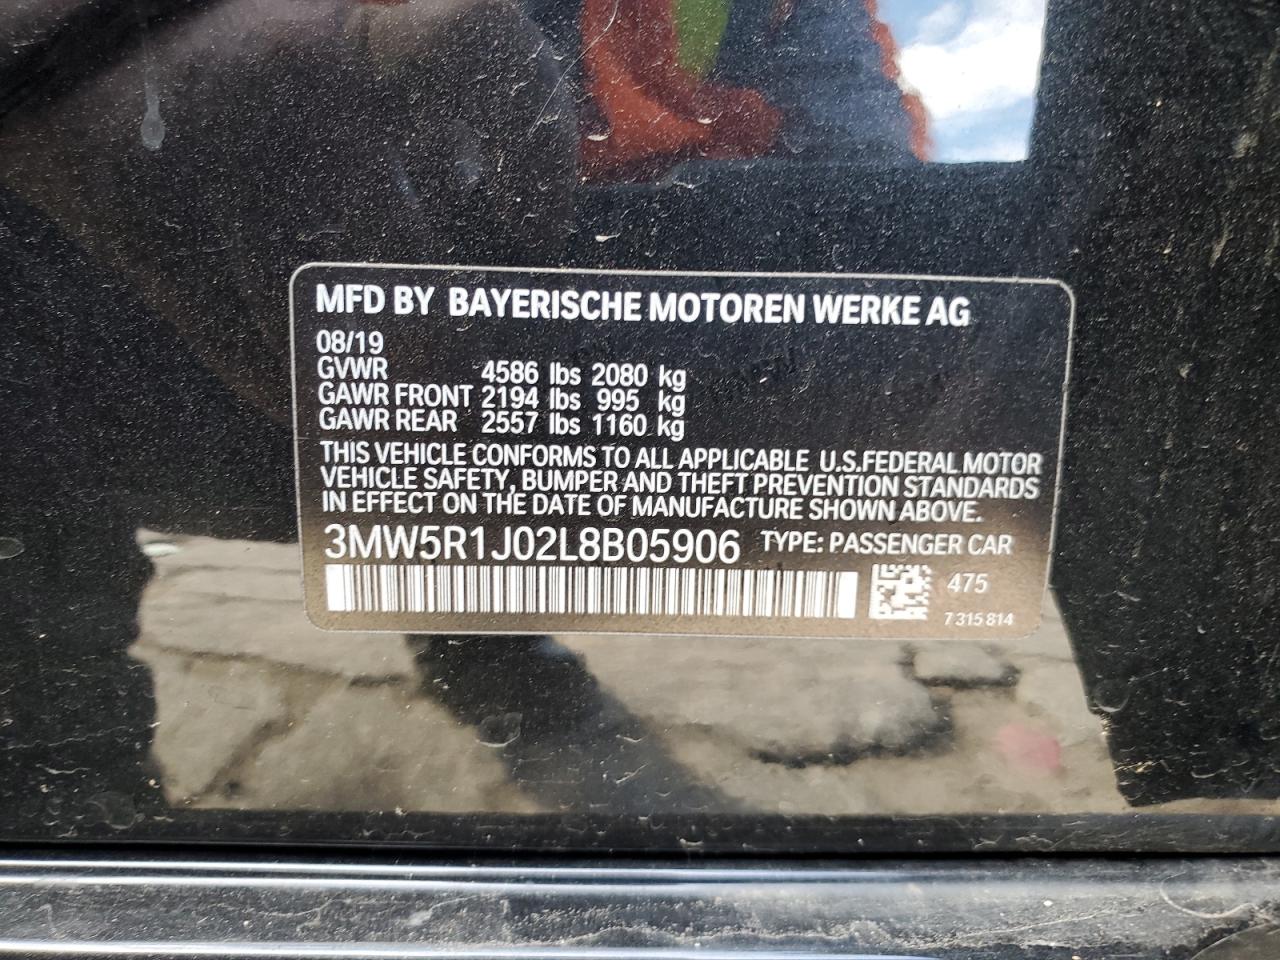 MFD BY BAYERISCHE MOTOREN WERKE AG
08/19
GVWR 4586 lbs 2080 kg
GAWR FRONT 2194 lbs 995 kg
GAWR REAR 2557 lbs 1160 kg
THIS VEHICLE CONFORMS TO ALL APPLICABLE U.S.FEDERAL MOTOR
VEHICLE SAFETY, BUMPER AND THEFT PREVENTION STANDARDS
IN EFFECT ON THE DATE OF MANUFACTURE SHOWN ABOVE.
3MW5R1J02L8B05906 TYPE: PASSENGER CAR
475
7 315 814